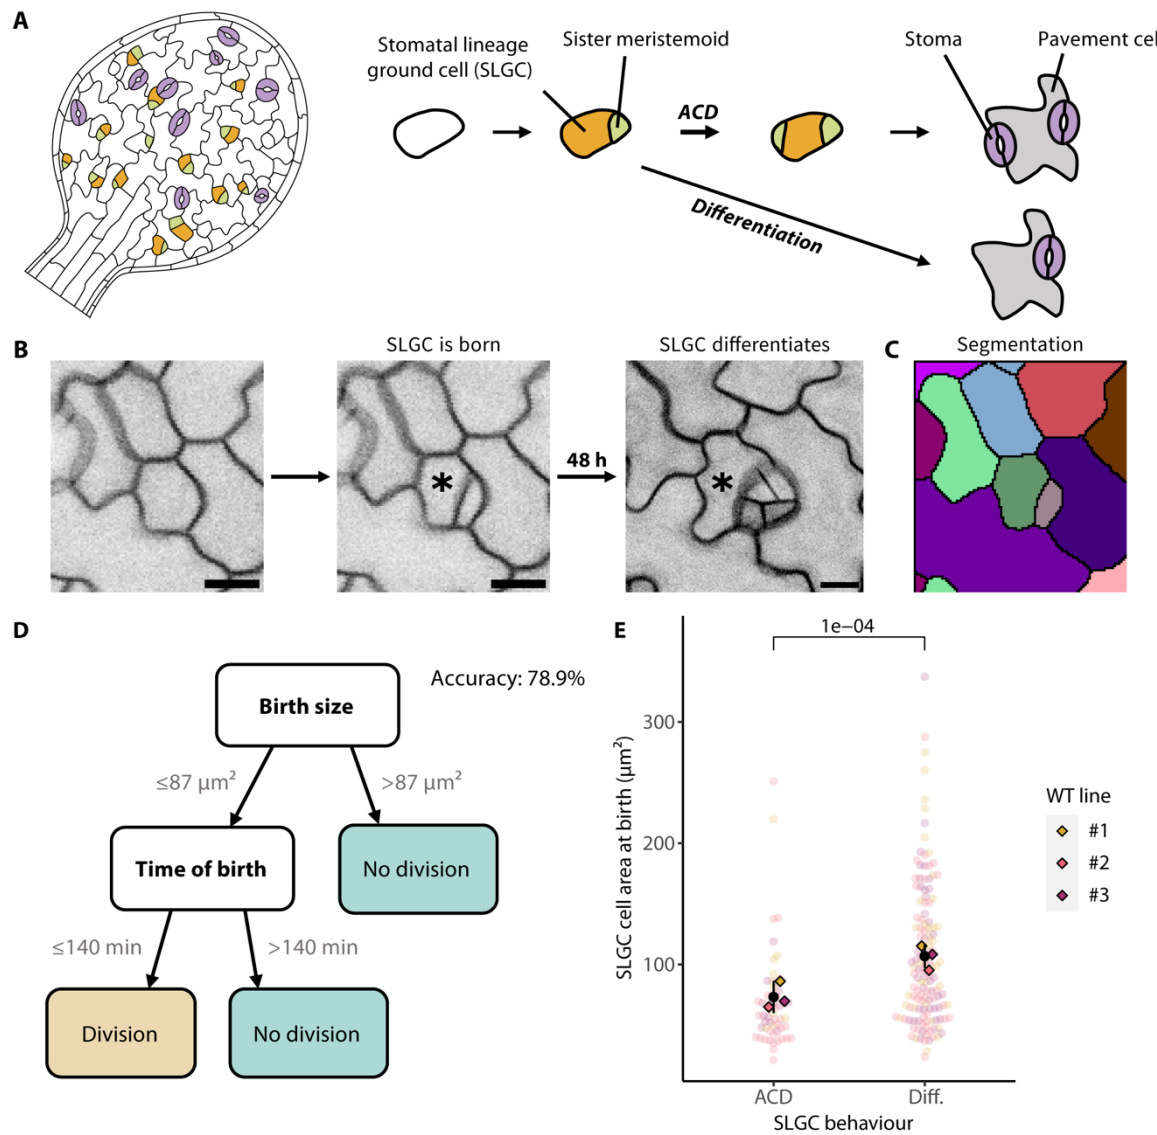 A
Stomatal lineage
ground cell (SLGC)
Sister meristemoid
Stoma
Pavement cel
ACD
Differentiation
B
SLGC is born
SLGC differentiates
C
Segmentation
*
48 h
*
D
Accuracy: 78.9%
Birth size
≤87 μm²
>87 μm²
Time of birth
No division
≤140 min
>140 min
Division
No division
E
1e−04
SLGC cell area at birth (μm²)
300
200
100
ACD
Diff.
SLGC behaviour
WT line
#1
#2
#3